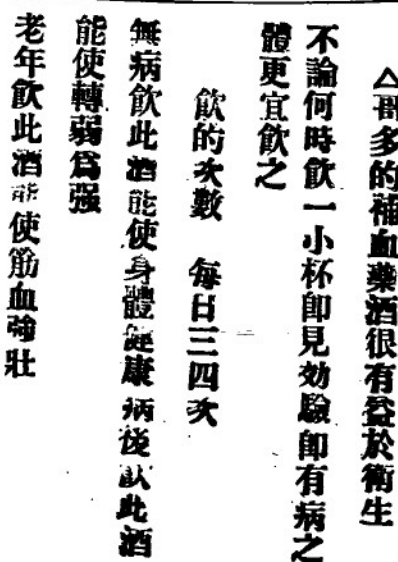 △哥多的補血藥酒很有益於衛生
不論何時飲一小杯卽見効驗卽有病之
體更宜飲之
飲的次數 每日三四次
無病飲此酒能使身體健康 病後飲此酒
能使轉弱爲强
老年飲此酒能使筋血強壯